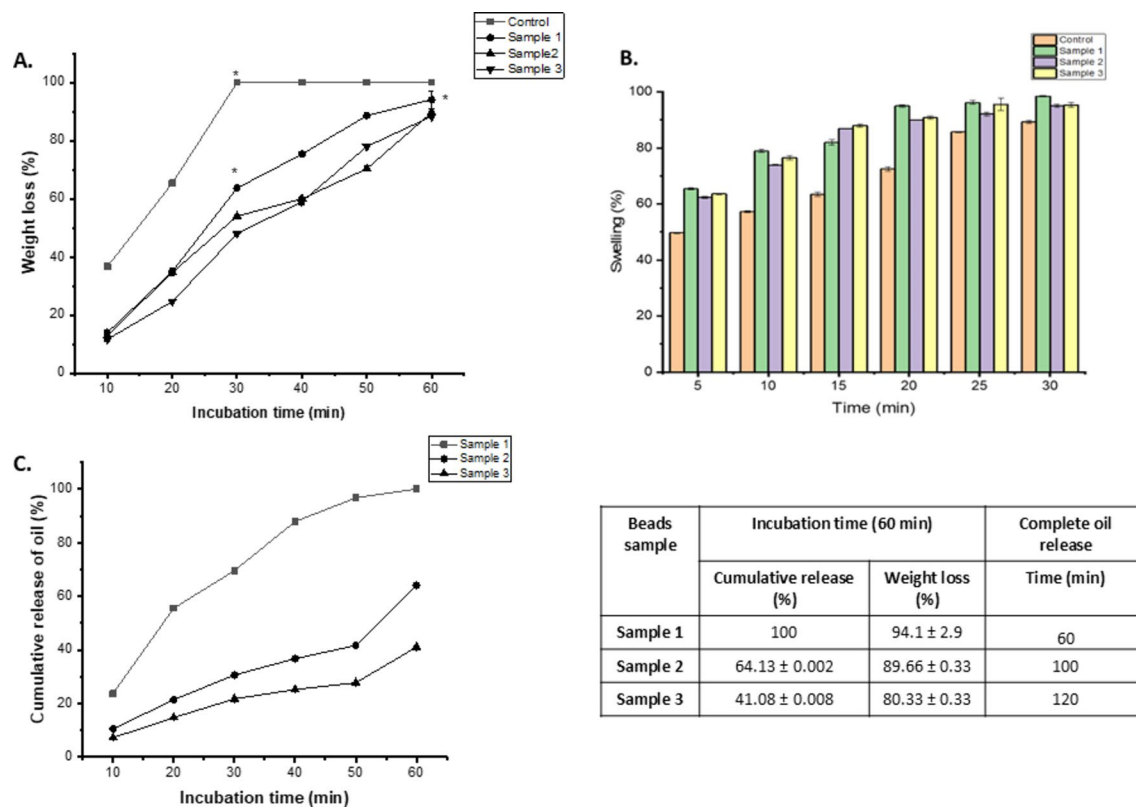 A.
Control
Sample 1
Sample2
Sample 3
100
80
60
40
20
0
Weight loss (%)
*
*
*
10 20 30 40 50 60
Incubation time (min)
B.
Control
Sample 1
Sample 2
Sample 3
100
80
60
40
20
0
Swelling (%)
5 10 15 20 25 30
Time (min)
C.
Sample 1
Sample 2
Sample 3
100
80
60
40
20
0
Cumulative release of oil (%)
10 20 30 40 50 60
Incubation time (min)
Beads
sample
Incubation time (60 min)
Complete oil
release
Cumulative release
(%)
Weight loss
(%)
Time (min)
Sample 1 100 94.1 ± 2.9 60
Sample 2 64.13 ± 0.002 89.66 ± 0.33 100
Sample 3 41.08 ± 0.008 80.33 ± 0.33 120